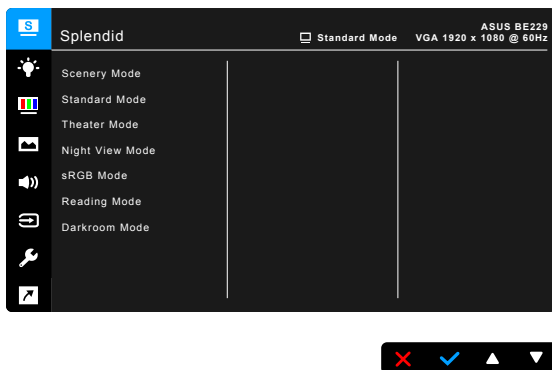 S
Splendid
Standard Mode
ASUS BE229
VGA 1920 x 1080 @ 60Hz
Scenery Mode
Standard Mode
Theater Mode
Night View Mode
sRGB Mode
Reading Mode
Darkroom Mode